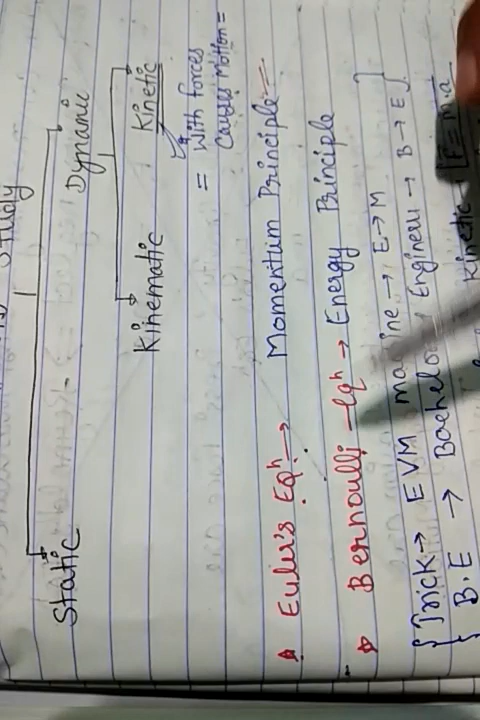 Study
Static Dynamic
Kinematic Kinetic
= With forces
causes Motion =
Euler's Eqn → Momentum Principle =
Bernoulli Eqn → Energy Principle
{ Trick → EVM machine → E → M }
{ B.E → Bachelor Engineer → B → E }
Kinetic F = m.a